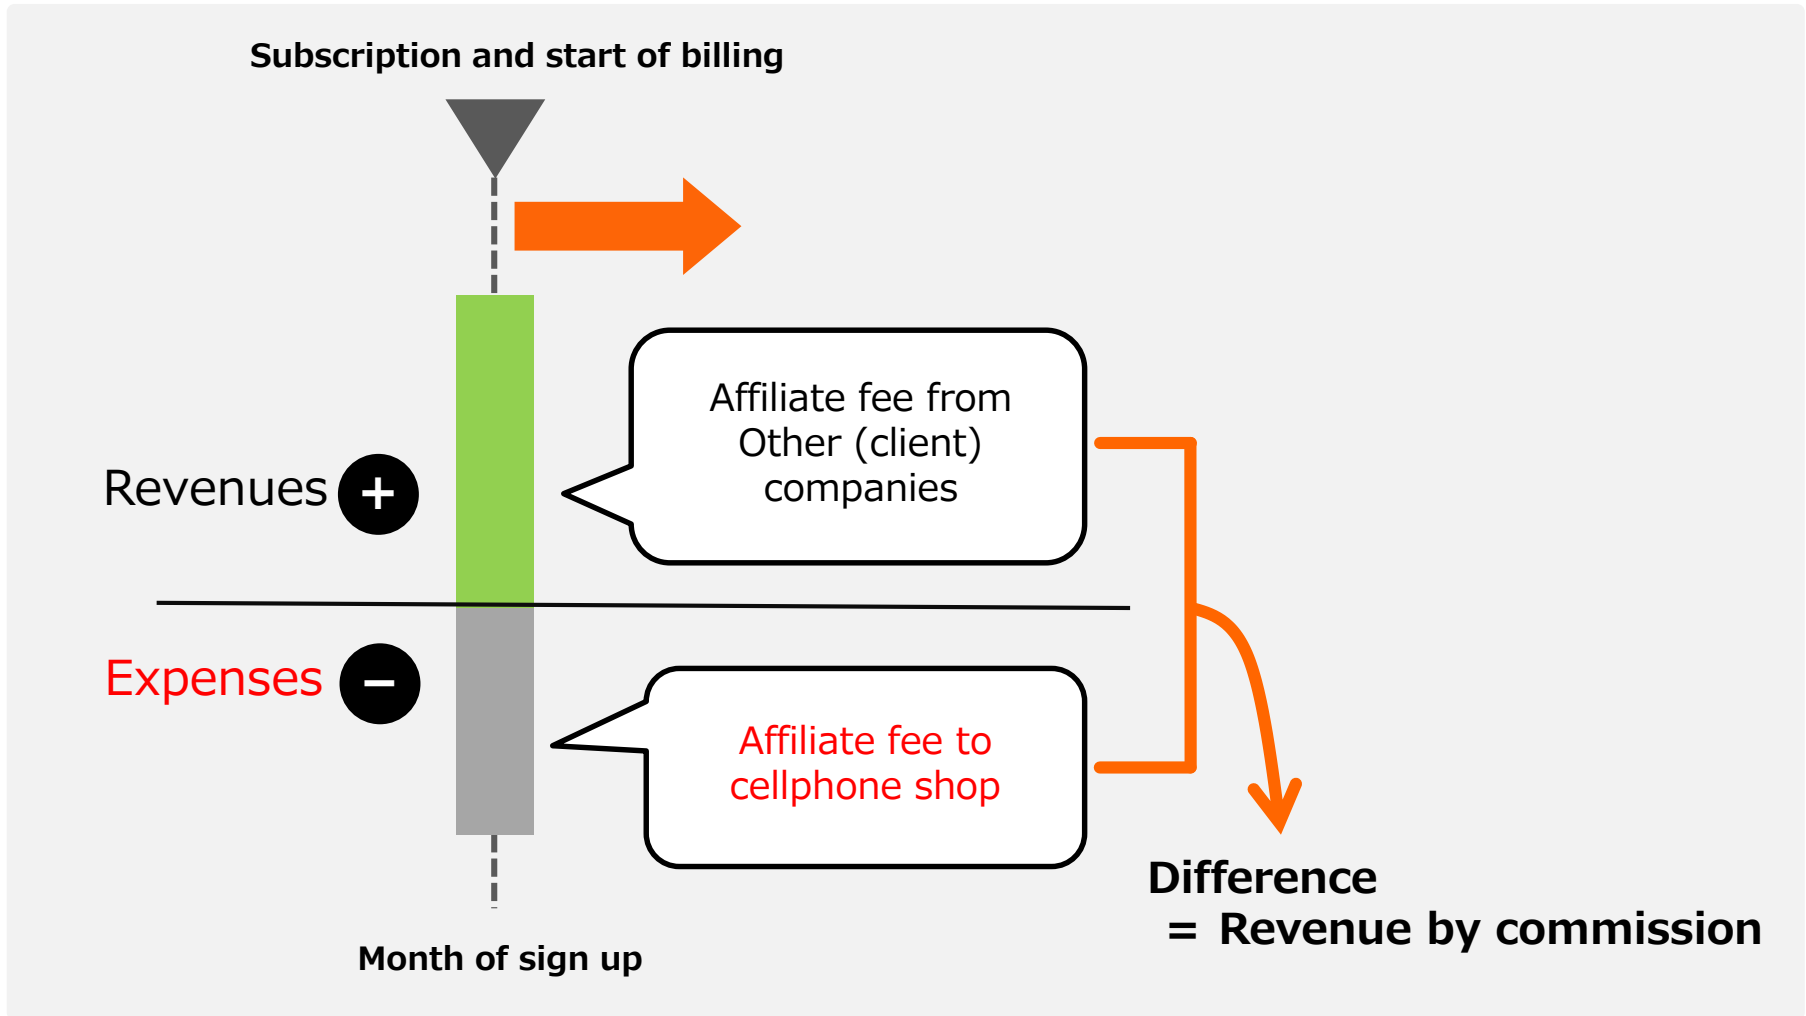 Subscription and start of billing
Affiliate fee from
Other (client)
companies
Revenues +
Expenses −
Affiliate fee to
cellphone shop
Difference
= Revenue by commission
Month of sign up